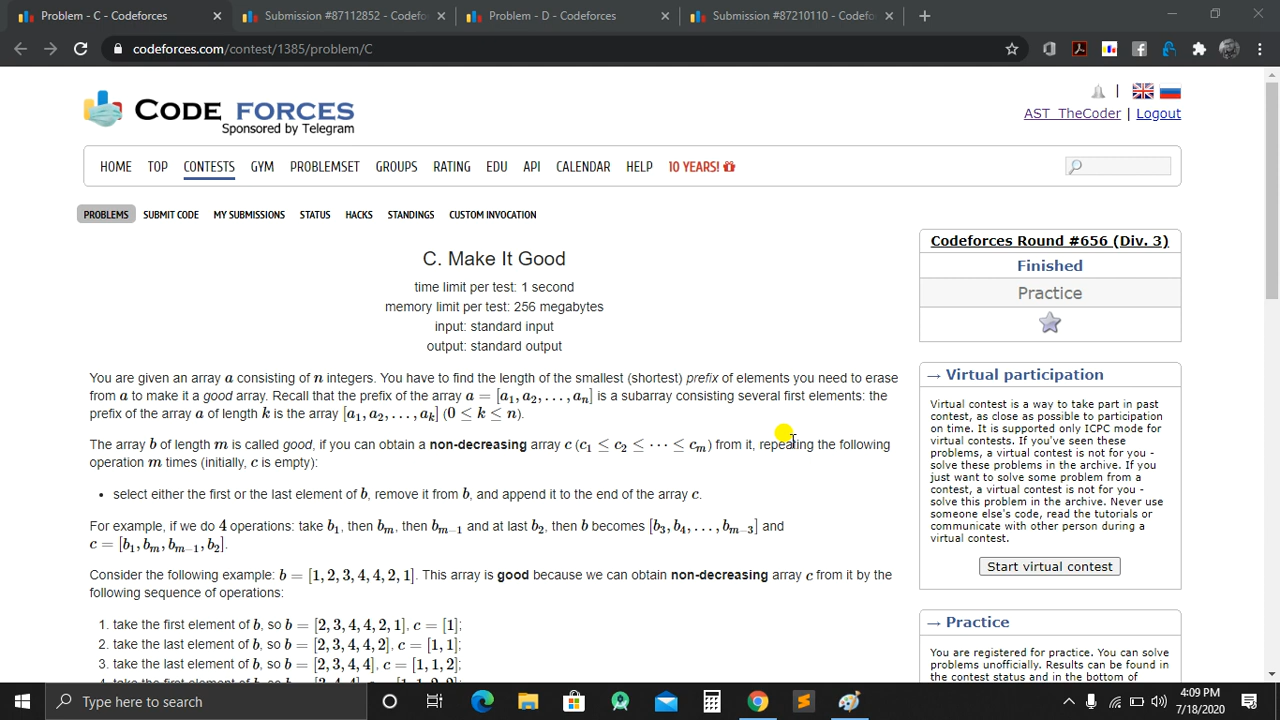 Problem - C - Codeforces
Submission #87112852 - Codefo
Problem - D - Codeforces
Submission #87210110 - Codefo
codeforces.com/contest/1385/problem/C
CODE FORCES
Sponsored by Telegram
AST_TheCoder | Logout
HOME TOP CONTESTS GYM PROBLEMSET GROUPS RATING EDU API CALENDAR HELP 10 YEARS!
PROBLEMS SUBMIT CODE MY SUBMISSIONS STATUS HACKS STANDINGS CUSTOM INVOCATION
C. Make It Good
time limit per test: 1 second
memory limit per test: 256 megabytes
input: standard input
output: standard output
You are given an array a consisting of n integers. You have to find the length of the smallest (shortest) prefix of elements you need to erase
from a to make it a good array. Recall that the prefix of the array a = [a₁, a₂, …, aₙ] is a subarray consisting several first elements: the
prefix of the array a of length k is the array [a₁, a₂, …, aₖ] (0 ≤ k ≤ n).
The array b of length m is called good, if you can obtain a non-decreasing array c (c₁ ≤ c₂ ≤ ⋯ ≤ cₘ) from it, repeating the following
operation m times (initially, c is empty):
• select either the first or the last element of b, remove it from b, and append it to the end of the array c.
For example, if we do 4 operations: take b₁, then bₘ, then bₘ₋₁ and at last b₂, then b becomes [b₃, b₄, …, bₘ₋₃] and
c = [b₁, bₘ, bₘ₋₁, b₂].
Consider the following example: b = [1, 2, 3, 4, 4, 2, 1]. This array is good because we can obtain non-decreasing array c from it by the
following sequence of operations:
1. take the first element of b, so b = [2, 3, 4, 4, 2, 1], c = [1];
2. take the last element of b, so b = [2, 3, 4, 4, 2], c = [1, 1];
3. take the last element of b, so b = [2, 3, 4, 4], c = [1, 1, 2];
Codeforces Round #656 (Div. 3)
Finished
Practice
→ Virtual participation
Virtual contest is a way to take part in past
contest, as close as possible to participation
on time. It is supported only ICPC mode for
virtual contests. If you've seen these
problems, a virtual contest is not for you -
solve these problems in the archive. If you
just want to solve some problem from a
contest, a virtual contest is not for you -
solve this problem in the archive. Never use
someone else's code, read the tutorials or
communicate with other person during a
virtual contest.
Start virtual contest
→ Practice
You are registered for practice. You can solve
problems unofficially. Results can be found in
the contest status and in the bottom of
Type here to search
4:09 PM
7/18/2020